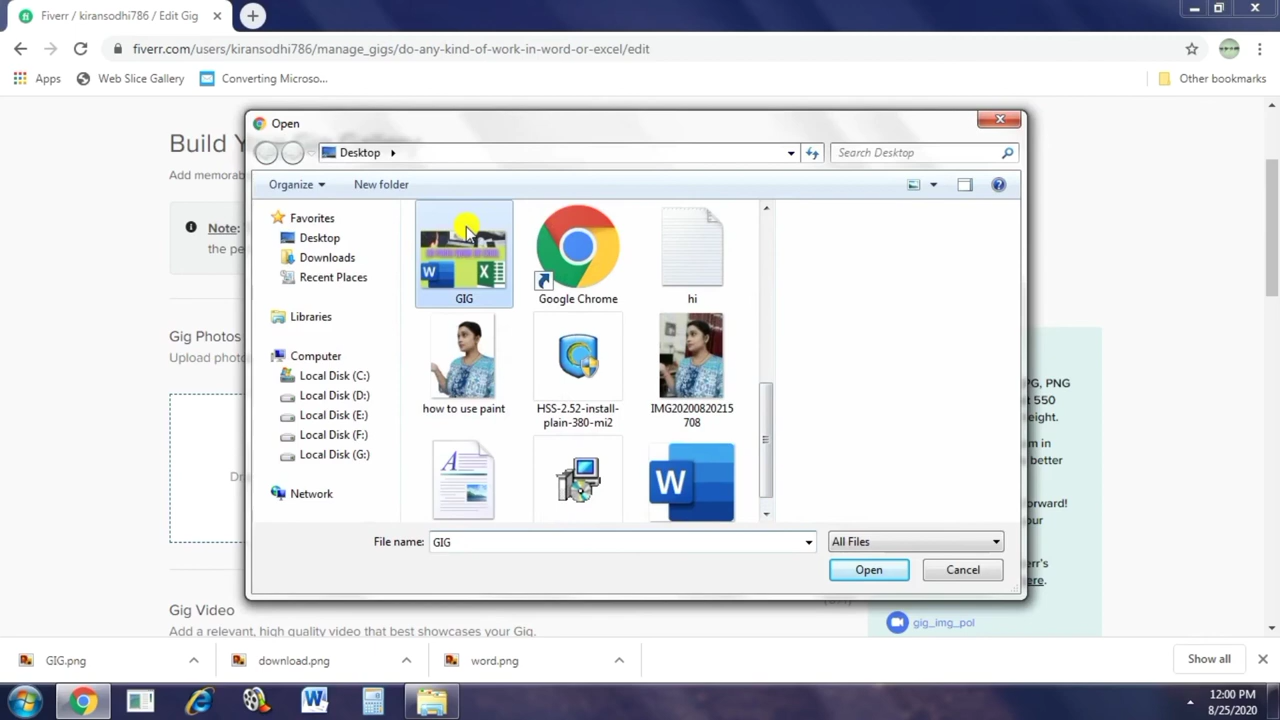 Fiverr / kiransodhi786 / Edit Gig
fiverr.com/users/kiransodhi786/manage_gigs/do-any-kind-of-work-in-word-or-excel/edit
Apps
Web Slice Gallery
Converting Microso...
Other bookmarks
Build Y
Add memorab
Note:
the pe
Gig Photos
Upload photo
Gig Video
Add a relevant, high quality video that best showcases your Gig.
Open
Desktop
Search Desktop
Organize
New folder
Favorites
Desktop
Downloads
Recent Places
Libraries
Computer
Local Disk (C:)
Local Disk (D:)
Local Disk (E:)
Local Disk (F:)
Local Disk (G:)
Network
W X
GIG
Google Chrome
hi
how to use paint
HSS-2.52-install-
plain-380-mi2
IMG20200820215
708
A
W
File name: GIG
All Files
Open
Cancel
PG, PNG
550
height.
m in
better
orward!
our
err's
ere.
gig_img_pol
GIG.png
download.png
word.png
Show all
W
12:00 PM
8/25/2020